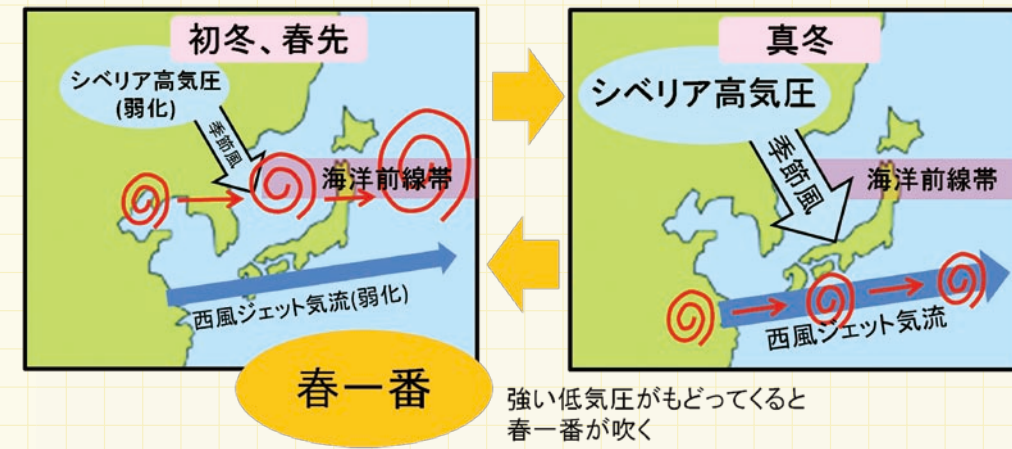 初冬、春先
シベリア高気圧
(弱化)
季節風
海洋前線帯
西風ジェット気流(弱化)
春一番
真冬
シベリア高気圧
季節風
海洋前線帯
西風ジェット気流
強い低気圧がもどってくると
春一番が吹く